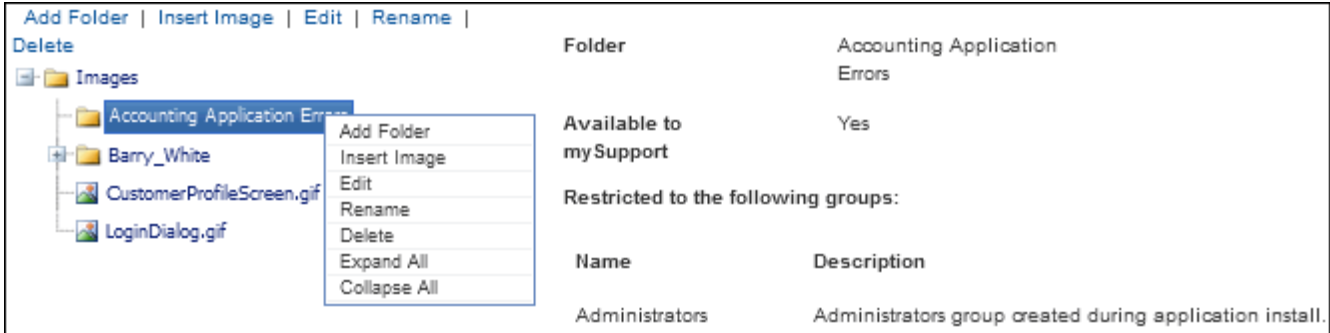 Add Folder | Insert Image | Edit | Rename |
Delete
Images
Accounting Application Errors
Barry_White
CustomerProfileScreen.gif
LoginDialog.gif
Add Folder
Insert Image
Edit
Rename
Delete
Expand All
Collapse All
Folder Accounting Application
Errors
Available to Yes
mySupport
Restricted to the following groups:
Name Description
Administrators Administrators group created during application install.